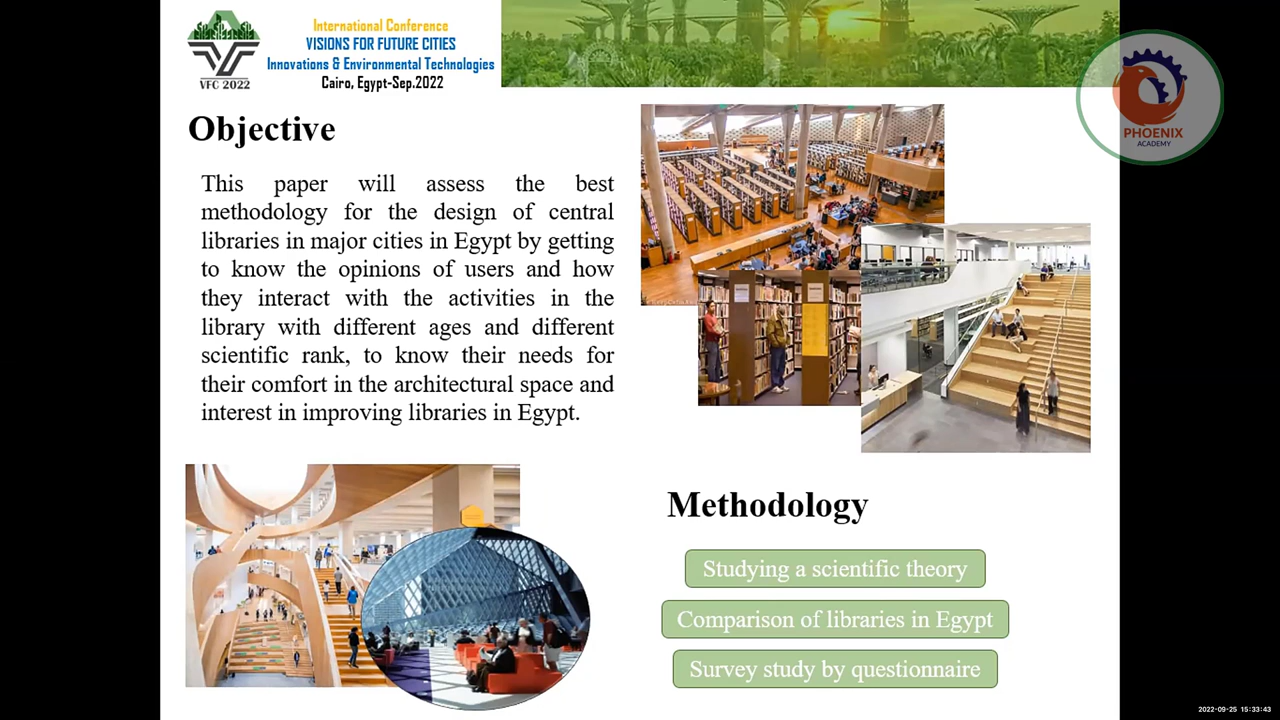 VFC 2022
International Conference
VISIONS FOR FUTURE CITIES
Innovations & Environmental Technologies
Cairo, Egypt-Sep.2022
PHOENIX
ACADEMY
Objective
This paper will assess the best
methodology for the design of central
libraries in major cities in Egypt by getting
to know the opinions of users and how
they interact with the activities in the
library with different ages and different
scientific rank, to know their needs for
their comfort in the architectural space and
interest in improving libraries in Egypt.
Methodology
Studying a scientific theory
Comparison of libraries in Egypt
Survey study by questionnaire
2022-09-25 15:33:43